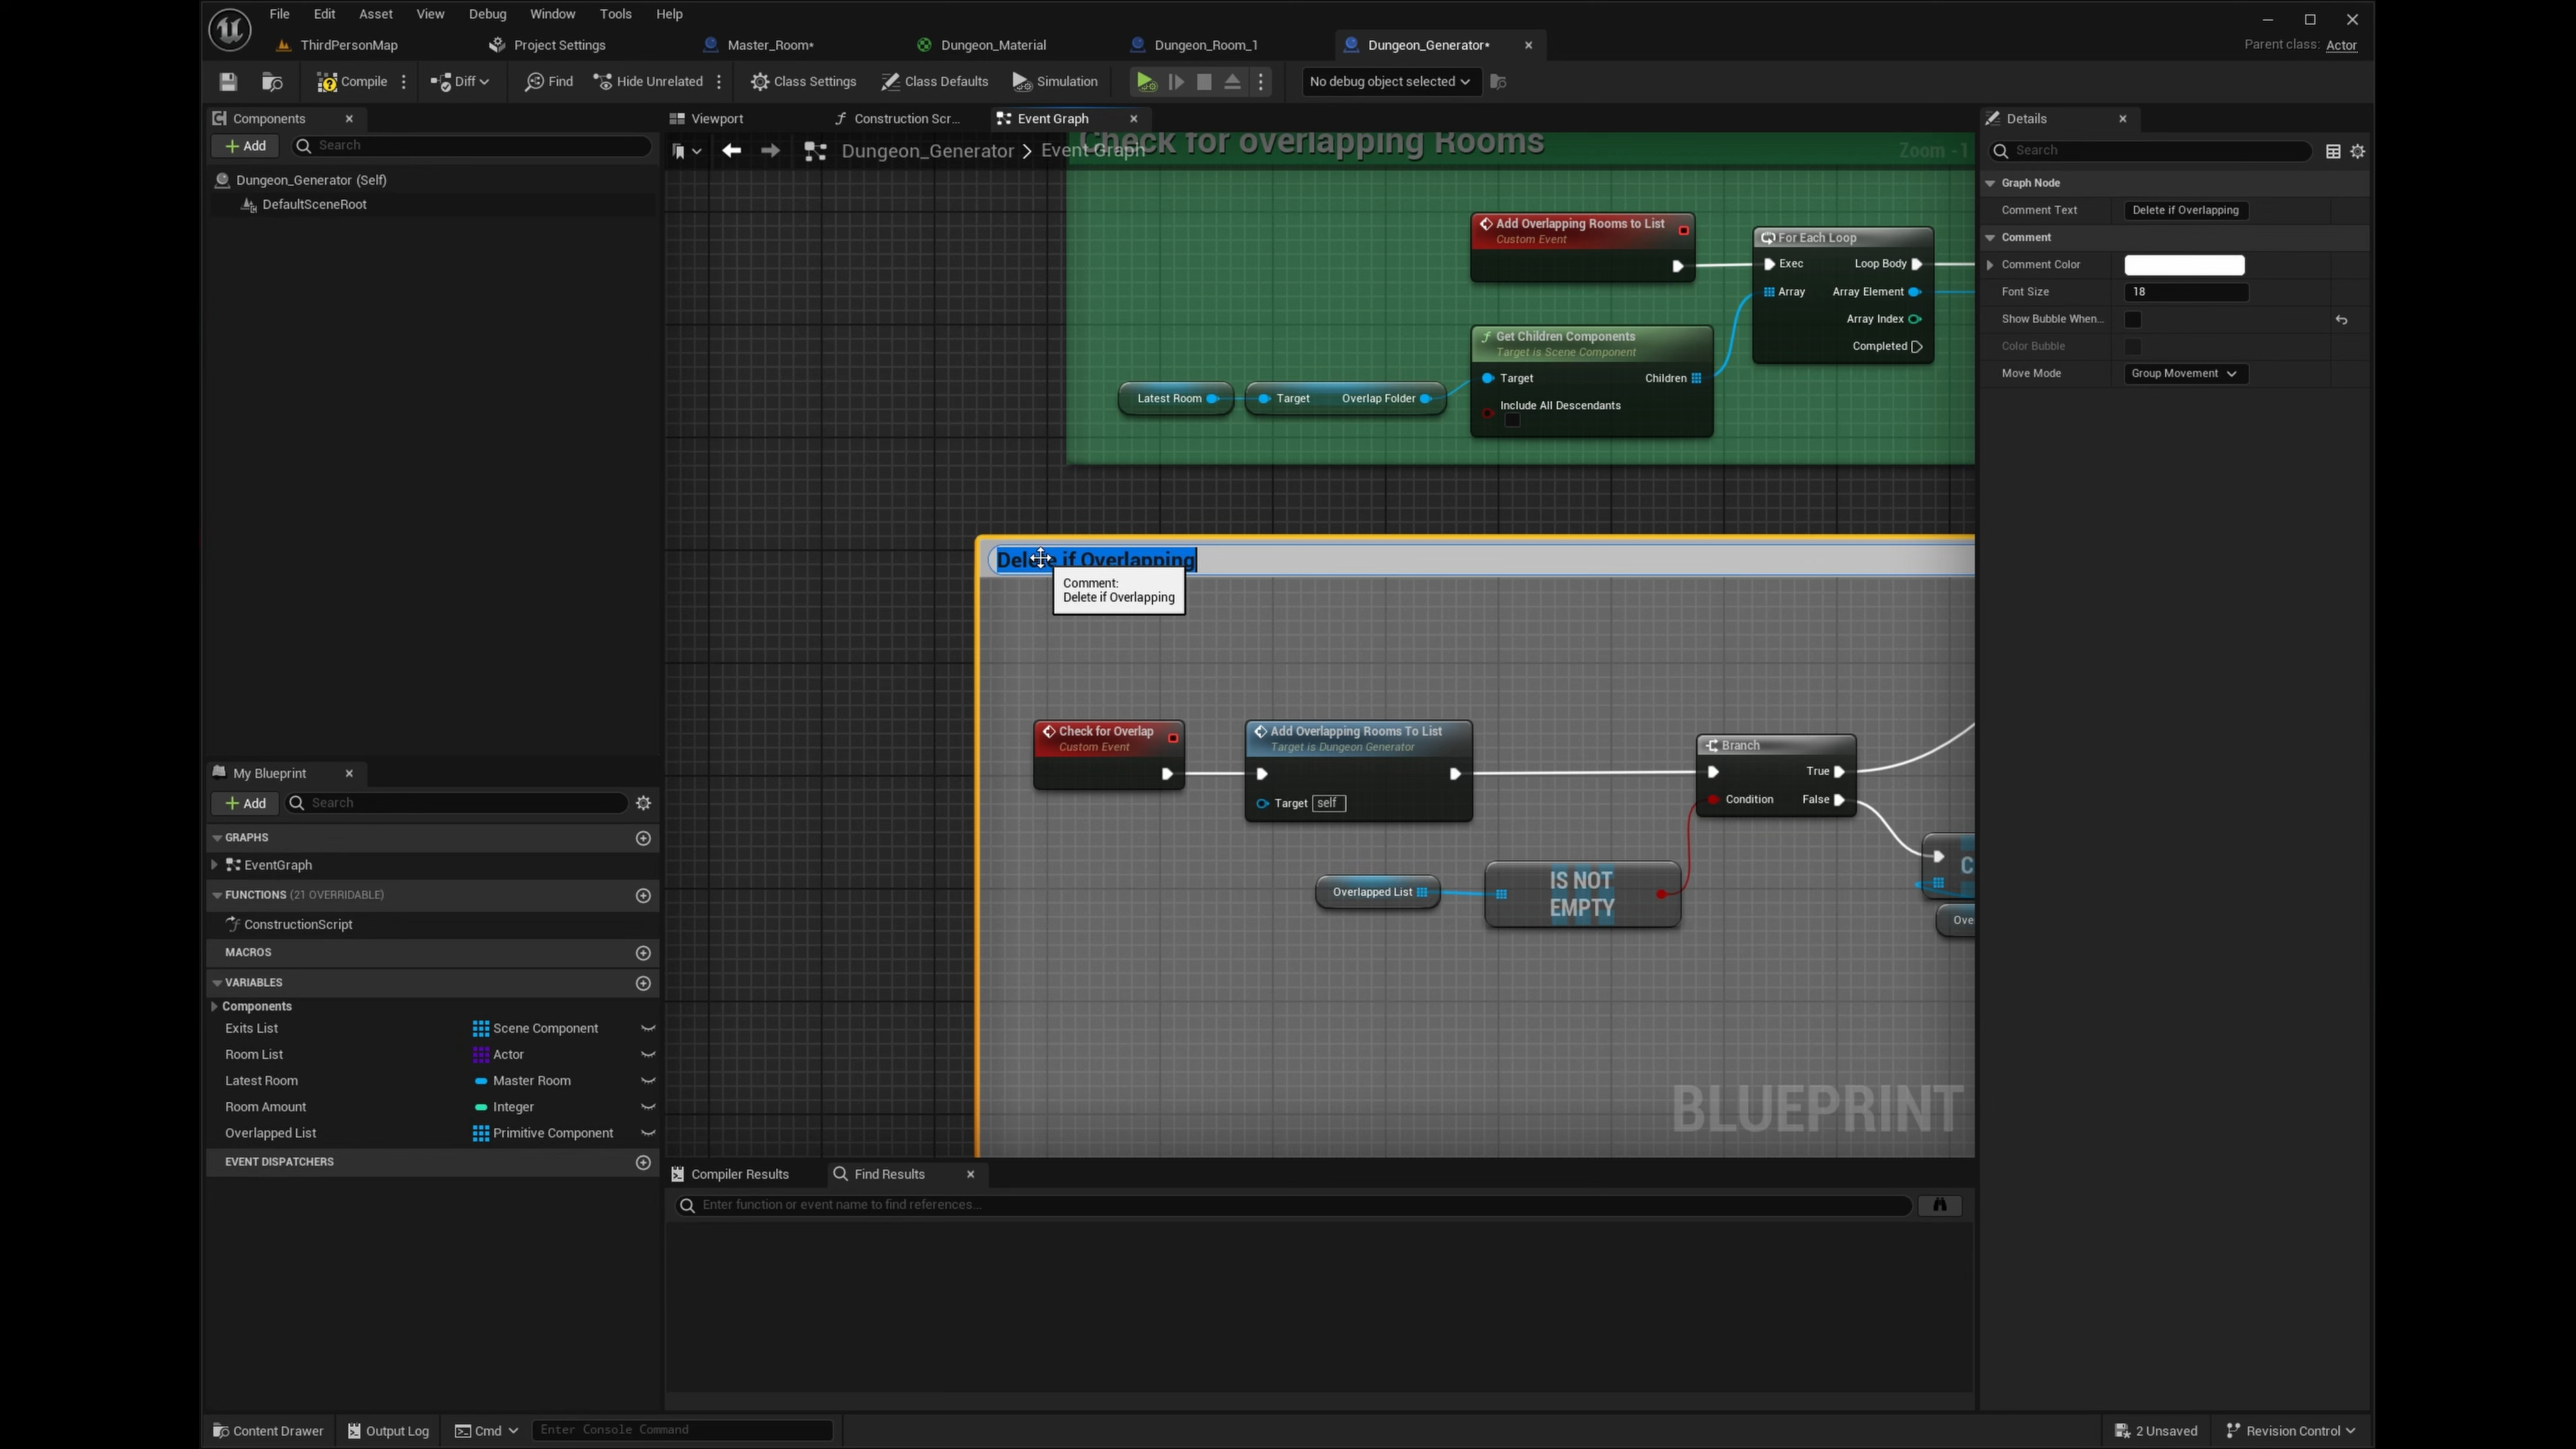 File Edit Asset View Debug Window Tools Help
ThirdPersonMap Project Settings Master_Room* Dungeon_Material Dungeon_Room_1 Dungeon_Generator*
Parent class: Actor
Compile Diff Find Hide Unrelated Class Settings Class Defaults Simulation No debug object selected
Components
Add Search
Dungeon_Generator (Self)
DefaultSceneRoot
My Blueprint
Add Search
GRAPHS
EventGraph
FUNCTIONS (21 OVERRIDABLE)
ConstructionScript
MACROS
VARIABLES
Components
Exits List Scene Component
Room List Actor
Latest Room Master Room
Room Amount Integer
Overlapped List Primitive Component
EVENT DISPATCHERS
Viewport Construction Scr... Event Graph
Dungeon_Generator > Event Graph
Check for overlapping Rooms
Zoom -1
Add Overlapping Rooms to List
Custom Event
For Each Loop
Exec Loop Body
Array Array Element
Array Index
Completed
Get Children Components
Target is Scene Component
Target Children
Include All Descendants
Latest Room
Target Overlap Folder
Delete if Overlapping
Comment:
Delete if Overlapping
Check for Overlap
Custom Event
Add Overlapping Rooms To List
Target is Dungeon Generator
Target self
Branch
True
Condition False
Overlapped List
IS NOT
EMPTY
C
Ove
BLUEPRINT
Compiler Results Find Results
Enter function or event name to find references...
Details
Search
Graph Node
Comment Text Delete if Overlapping
Comment
Comment Color
Font Size 18
Show Bubble When...
Color Bubble
Move Mode Group Movement
Content Drawer Output Log Cmd Enter Console Command
2 Unsaved Revision Control